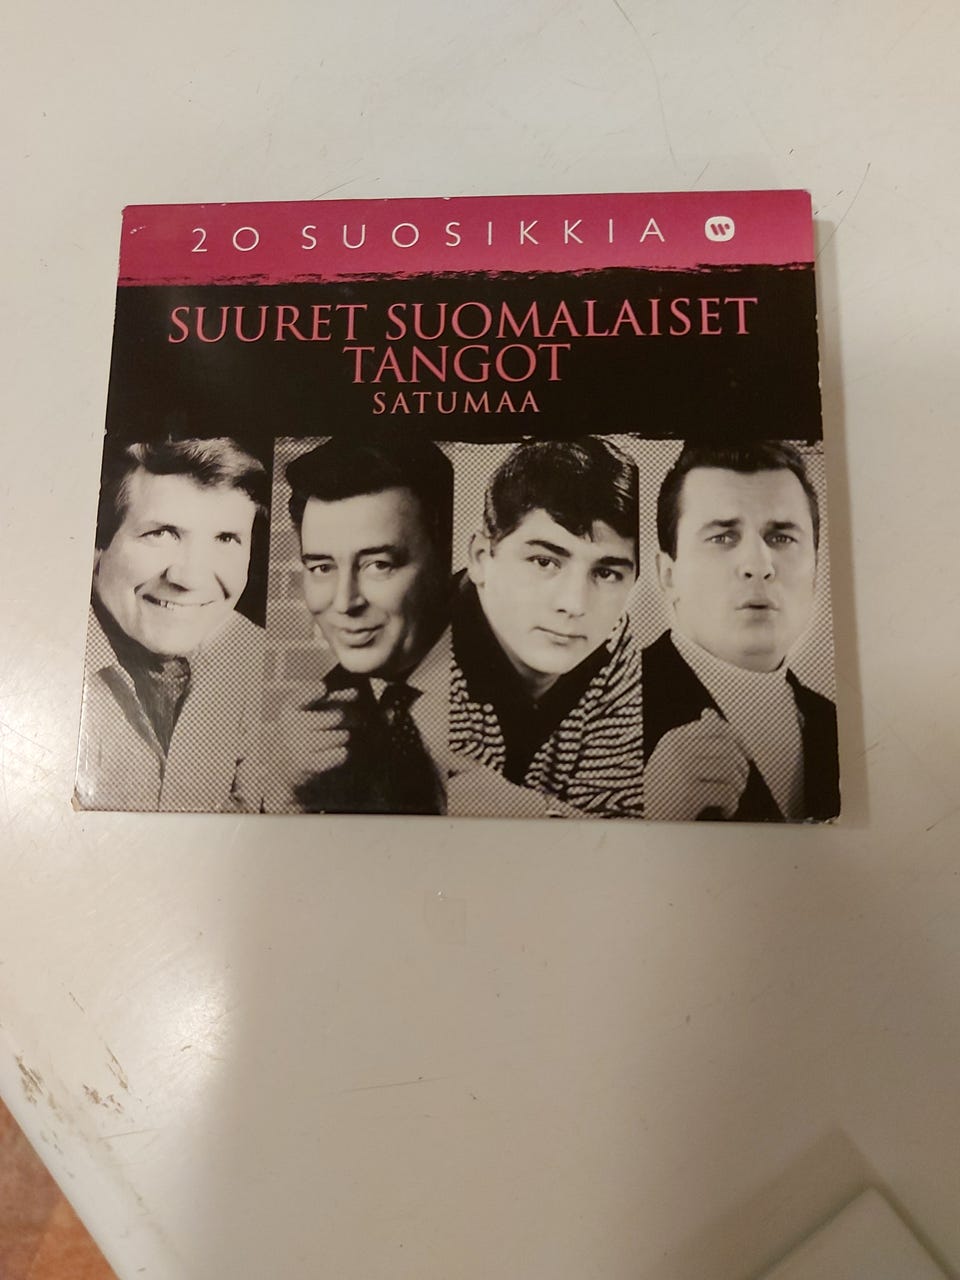 20 SUOSIKKIA
SUURET SUOMALAISET
TANGOT
SATUMAA